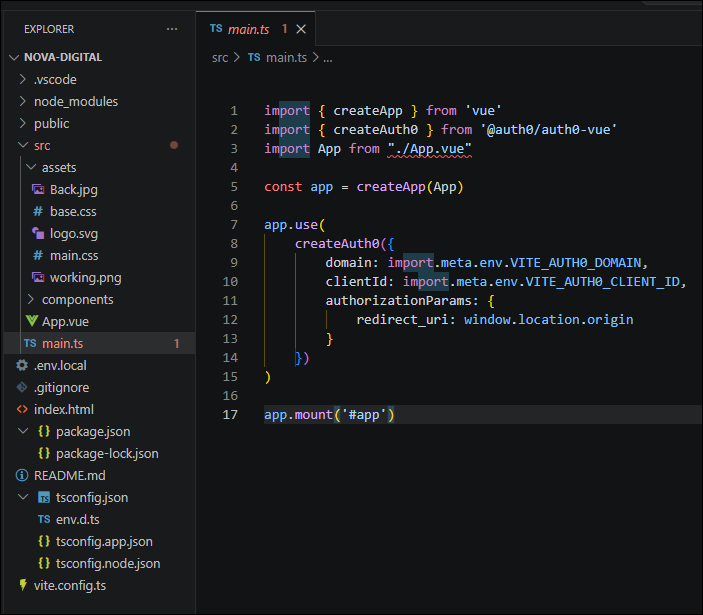 EXPLORER ...
NOVA-DIGITAL
.vscode
node_modules
public
src
assets
Back.jpg
# base.css
logo.svg
# main.css
working.png
components
App.vue
TS main.ts 1
.env.local
.gitignore
<> index.html
{} package.json
{} package-lock.json
README.md
TS tsconfig.json
TS env.d.ts
{} tsconfig.app.json
{} tsconfig.node.json
vite.config.ts
TS main.ts 1 ×
src > TS main.ts > ...
1 import { createApp } from 'vue'
2 import { createAuth0 } from '@auth0/auth0-vue'
3 import App from "./App.vue"
4
5 const app = createApp(App)
6
7 app.use(
8 createAuth0({
9 domain: import.meta.env.VITE_AUTH0_DOMAIN,
10 clientId: import.meta.env.VITE_AUTH0_CLIENT_ID,
11 authorizationParams: {
12 redirect_uri: window.location.origin
13 }
14 })
15 )
16
17 app.mount('#app')